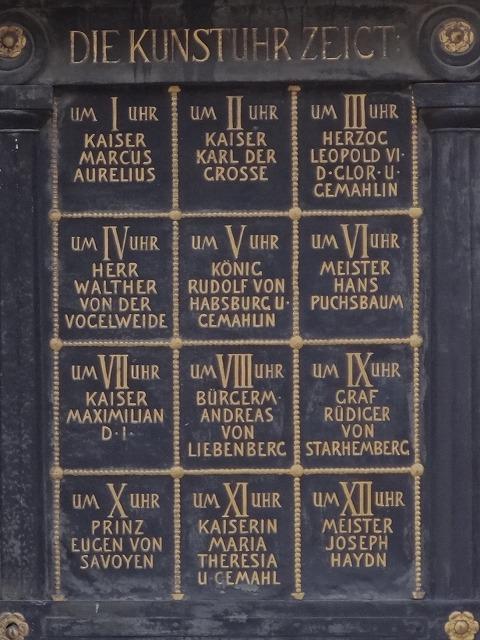 DIE KUNSTUHR ZEIGT:
UM I UHR
KAISER
MARCUS
AURELIUS
UM II UHR
KAISER
KARL DER
GROSSE
UM III UHR
HERZOG
LEOPOLD VI·
D·GLOR·U·
GEMAHLIN
UM IV UHR
HERR
WALTHER
VON DER
VOGELWEIDE
UM V UHR
KÖNIG
RUDOLF VON
HABSBURG U·
GEMAHLIN
UM VI UHR
MEISTER
HANS
PUCHSBAUM
UM VII UHR
KAISER
MAXIMILIAN
D·I·
UM VIII UHR
BÜRGERM·
ANDREAS
VON
LIEBENBERG
UM IX UHR
GRAF
RÜDIGER
VON
STARHEMBERG
UM X UHR
PRINZ
EUGEN VON
SAVOYEN
UM XI UHR
KAISERIN
MARIA
THERESIA
U·GEMAHL
UM XII UHR
MEISTER
JOSEPH
HAYDN